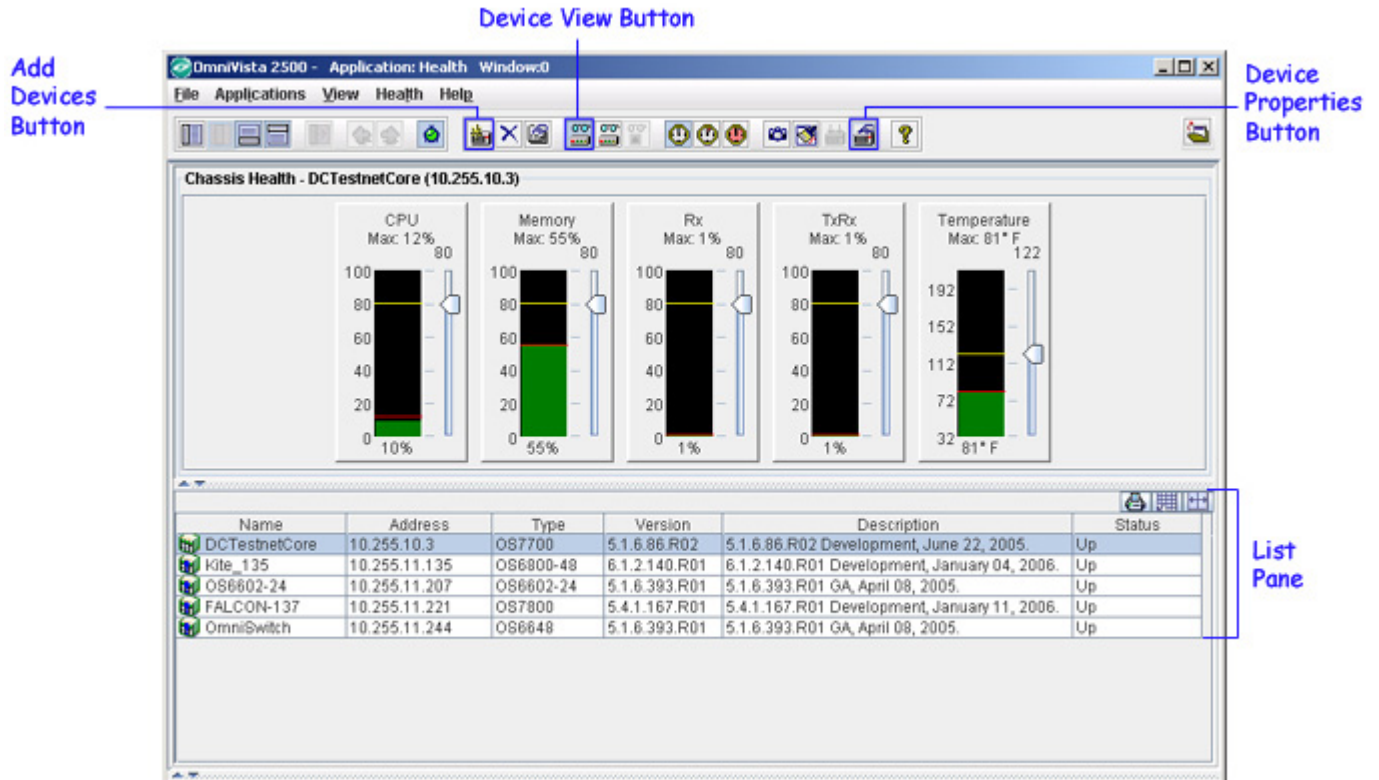 Device View Button
Add
Devices
Button
Device
Properties
Button
OmniVista 2500 - Application: Health Window:0
File Applications View Health Help
Chassis Health - DCTestnetCore (10.255.10.3)
CPU
Max: 12%
80
100
80
60
40
20
0
10%
Memory
Max: 55%
80
100
80
60
40
20
0
55%
Rx
Max: 1%
80
100
80
60
40
20
0
1%
TxRx
Max: 1%
80
100
80
60
40
20
0
1%
Temperature
Max: 81° F
122
192
152
112
72
32
81° F
Name Address Type Version Description Status
DCTestnetCore 10.255.10.3 OS7700 5.1.6.86.R02 5.1.6.86.R02 Development, June 22, 2005. Up
Kite_135 10.255.11.135 OS6800-48 6.1.2.140.R01 6.1.2.140.R01 Development, January 04, 2006. Up
OS6602-24 10.255.11.207 OS6602-24 5.1.6.393.R01 5.1.6.393.R01 GA, April 08, 2005. Up
FALCON-137 10.255.11.221 OS7800 5.4.1.167.R01 5.4.1.167.R01 Development, January 11, 2006. Up
OmniSwitch 10.255.11.244 OS6648 5.1.6.393.R01 5.1.6.393.R01 GA, April 08, 2005. Up
List
Pane